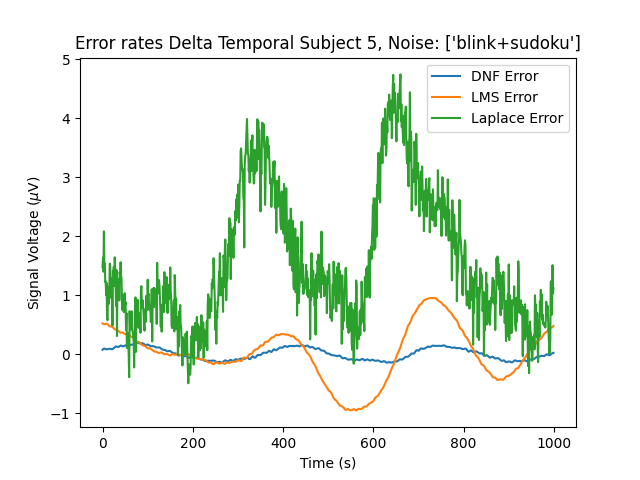 Error rates Delta Temporal Subject 5, Noise: ['blink+sudoku']
DNF Error
LMS Error
Laplace Error
Signal Voltage (μV)
5
4
3
2
1
0
−1
0 200 400 600 800 1000
Time (s)